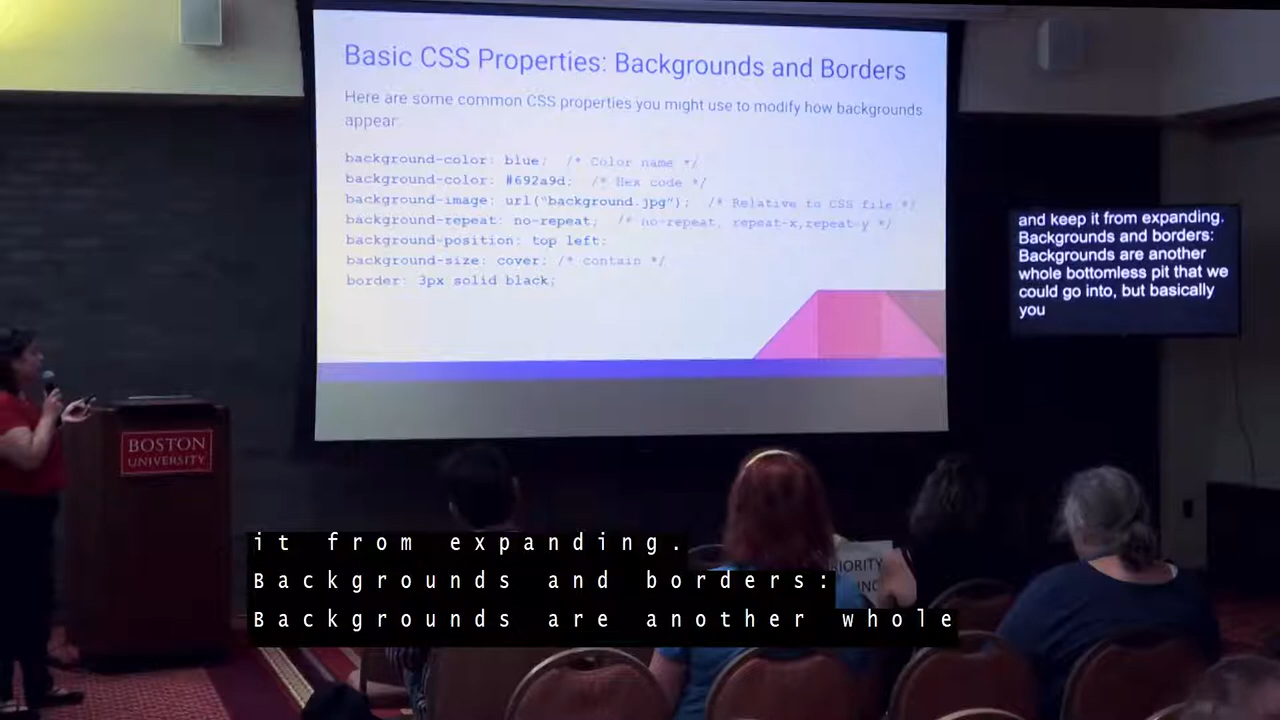 Basic CSS Properties: Backgrounds and Borders
Here are some common CSS properties you might use to modify how backgrounds
appear.
background-color: blue; /* Color name */
background-color: #692a9d; /* Hex code */
background-image: url("background.jpg"); /* Relative to CSS file */
background-repeat: no-repeat; /* no-repeat, repeat-x,repeat-y */
background-position: top left;
background-size: cover; /* contain */
border: 3px solid black;
and keep it from expanding.
Backgrounds and borders:
Backgrounds are another
whole bottomless pit that we
could go into, but basically
you
BOSTON
UNIVERSITY
it from expanding.
Backgrounds and borders:
Backgrounds are another whole